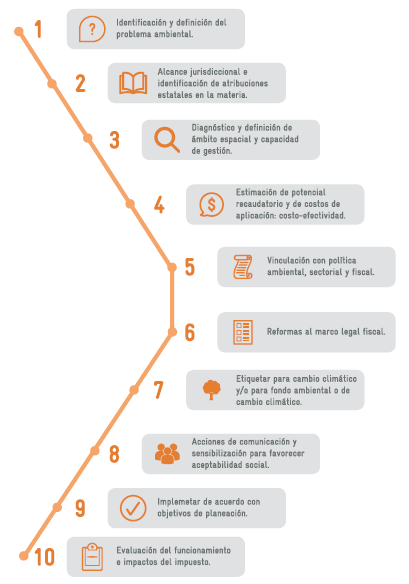 1
Identificación y definición del
problema ambiental.
2
Alcance jurisdiccional e
identificación de atribuciones
estatales en la materia.
3
Diagnóstico y definición de
ámbito espacial y capacidad
de gestión.
4
Estimación de potencial
recaudatorio y de costos de
aplicación: costo-efectividad.
5
Vinculación con política
ambiental, sectorial y fiscal.
6
Reformas al marco legal fiscal.
7
Etiquetar para cambio climático
y/o para fondo ambiental o de
cambio climático.
8
Acciones de comunicación y
sensibilización para favorecer
aceptabilidad social.
9
Implemetar de acuerdo con
objetivos de planeación.
10
Evaluación del funcionamiento
e impactos del impuesto.